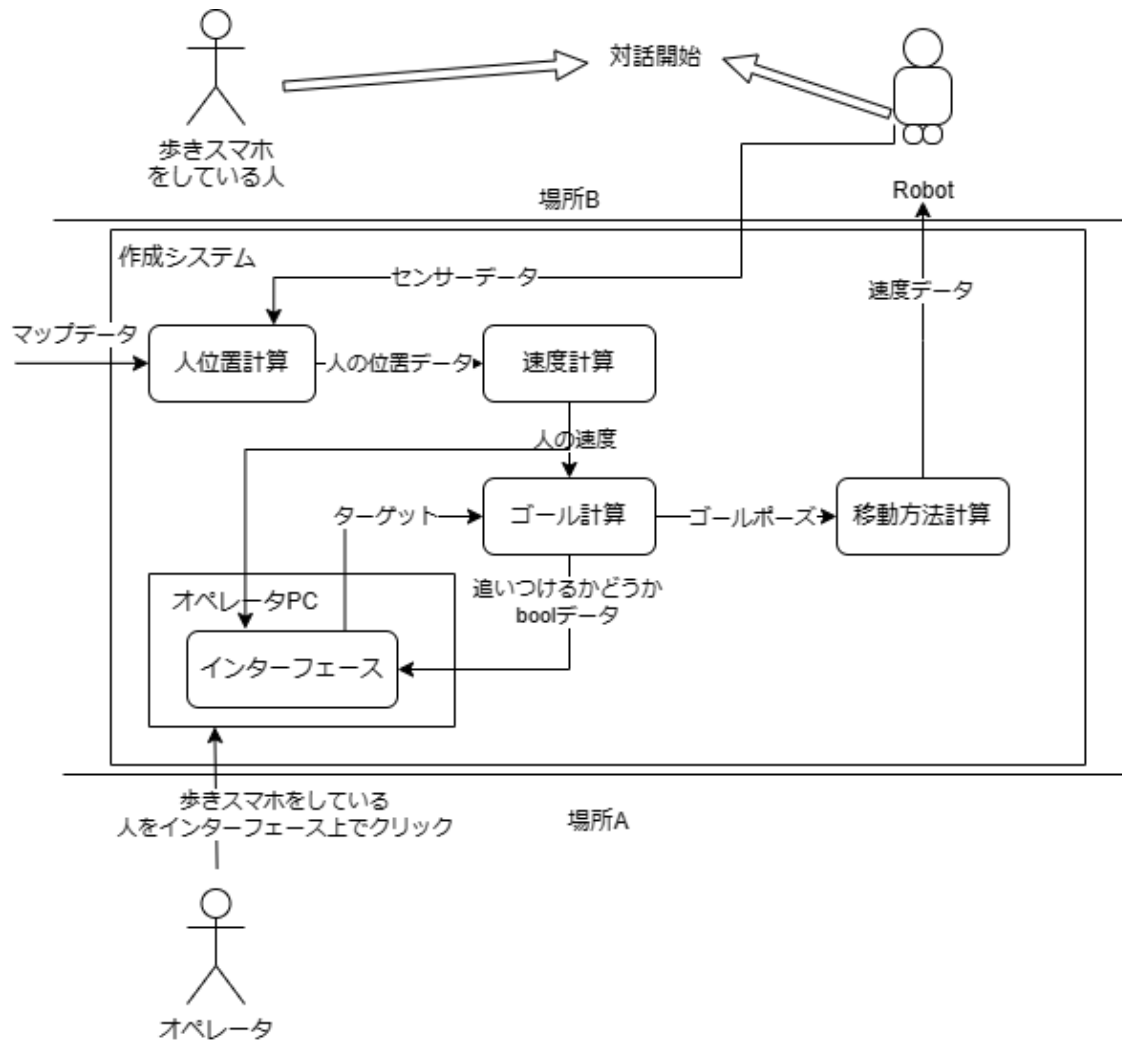 対話開始
歩きスマホ
をしている人
Robot
場所B
作成システム
センサーデータ
速度データ
マップデータ
人位置計算
人の位置データ
速度計算
人の速度
ターゲット
ゴール計算
ゴールポーズ
移動方法計算
追いつけるかどうか
boolデータ
オペレータPC
インターフェース
歩きスマホをしている
人をインターフェース上でクリック
場所A
オペレータ